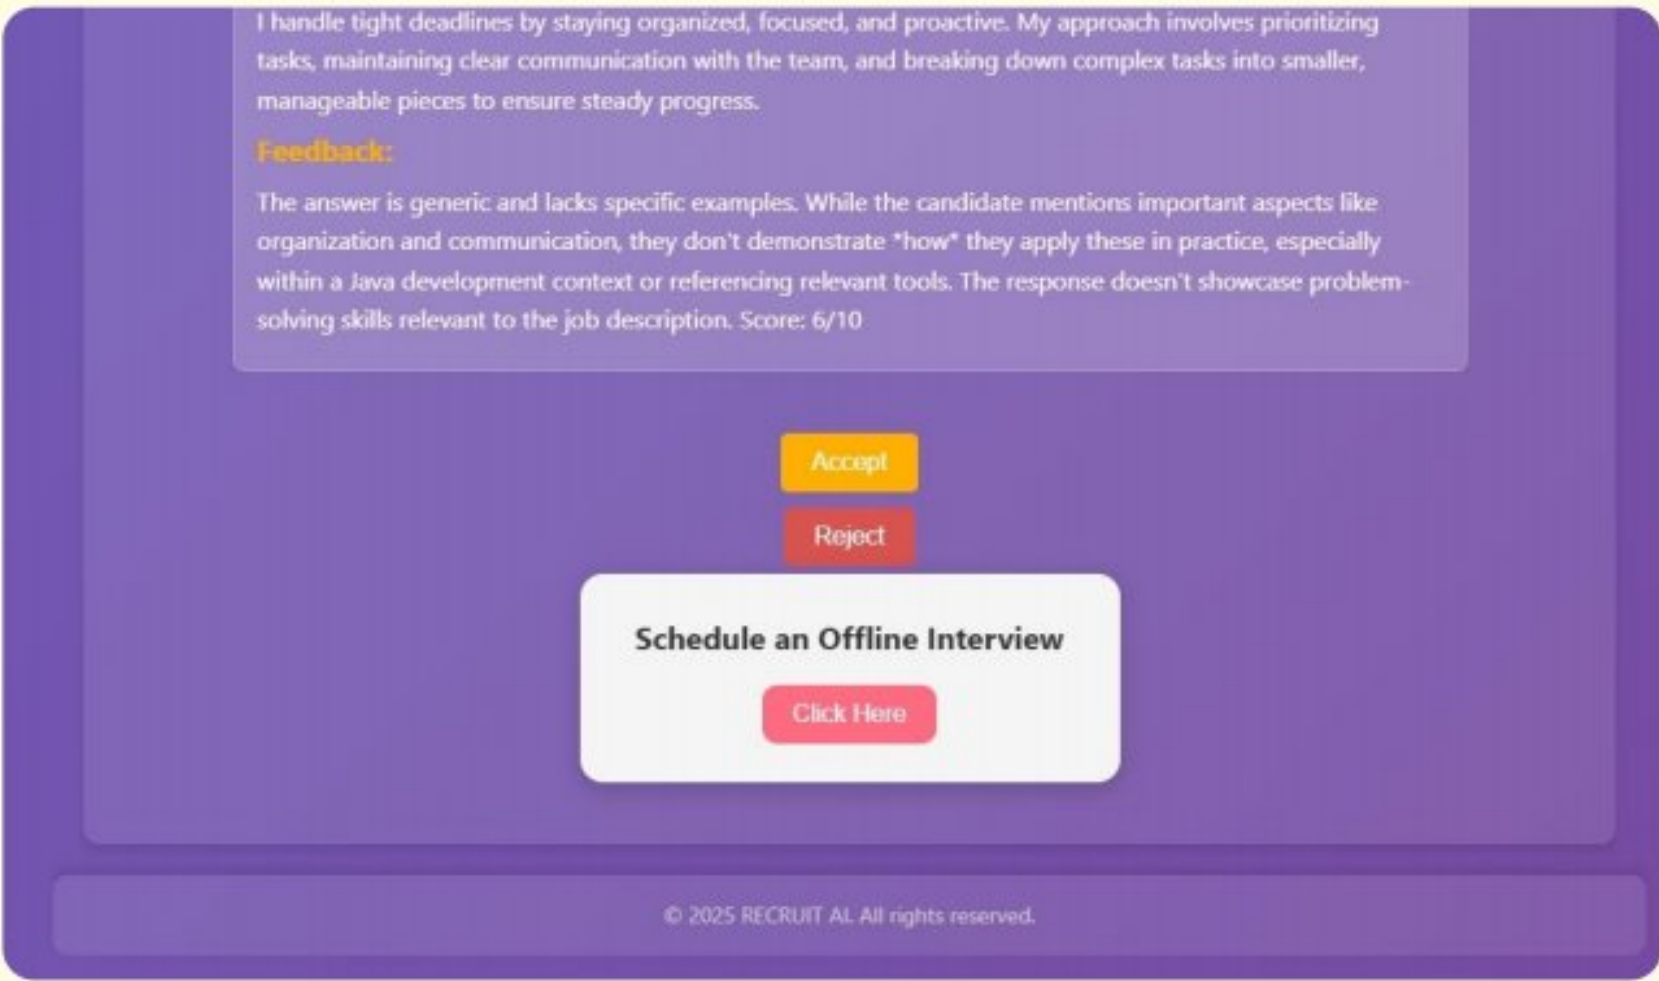 I handle tight deadlines by staying organized, focused, and proactive. My approach involves prioritizing
tasks, maintaining clear communication with the team, and breaking down complex tasks into smaller,
manageable pieces to ensure steady progress.
Feedback:
The answer is generic and lacks specific examples. While the candidate mentions important aspects like
organization and communication, they don't demonstrate *how* they apply these in practice, especially
within a Java development context or referencing relevant tools. The response doesn't showcase problem-
solving skills relevant to the job description. Score: 6/10
Accept
Reject
Schedule an Offline Interview
Click Here
© 2025 RECRUIT AI. All rights reserved.